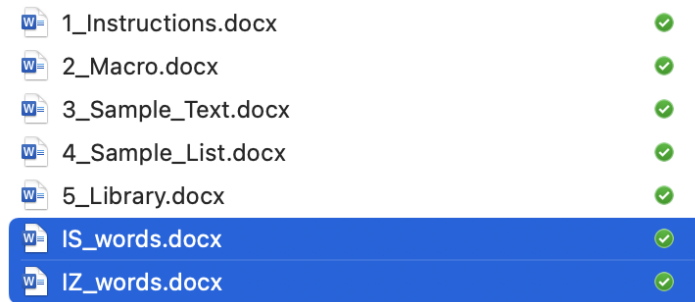 1_Instructions.docx
2_Macro.docx
3_Sample_Text.docx
4_Sample_List.docx
5_Library.docx
IS_words.docx
IZ_words.docx